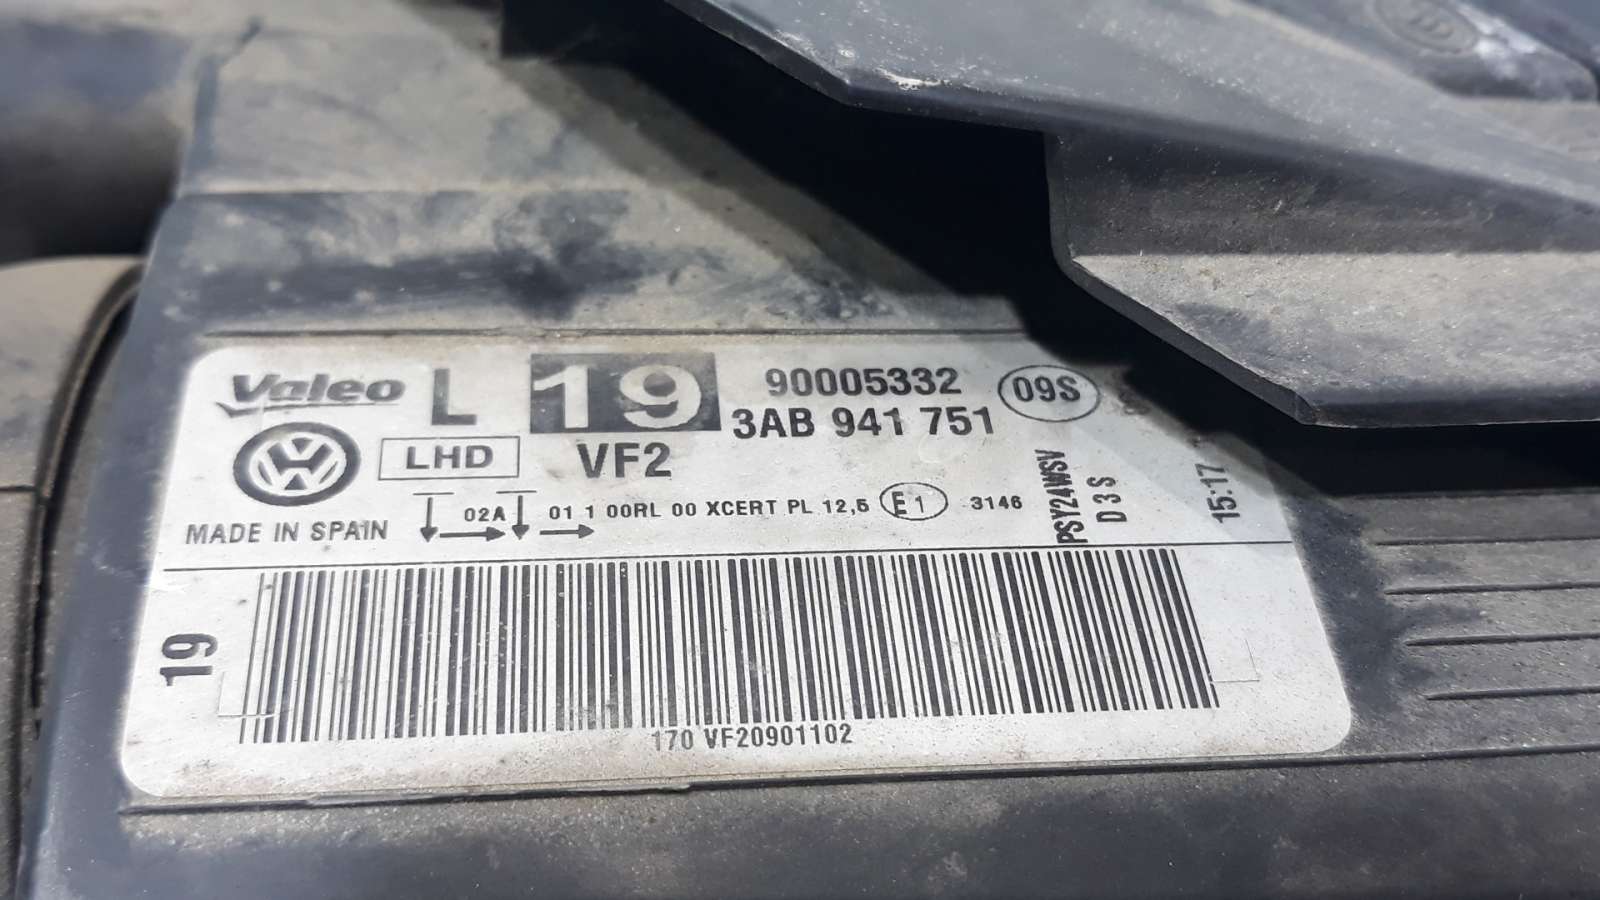 Valeo L 19 90005332 09S
3AB 941 751
LHD VF2
02A 01 1 00RL 00 XCERT PL 12,5 E1 3146
MADE IN SPAIN
PSY24WSV
D3S
15:17
19
170 VF20901102